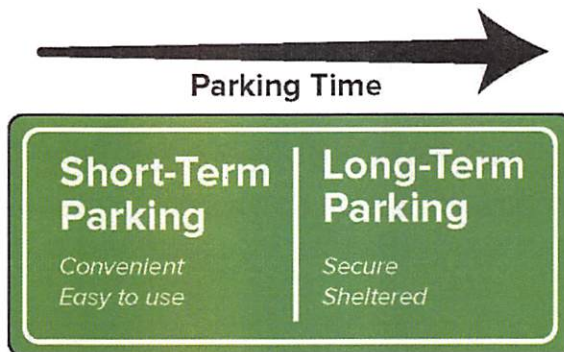 Parking Time
Short-Term
Parking
Convenient
Easy to use
Long-Term
Parking
Secure
Sheltered